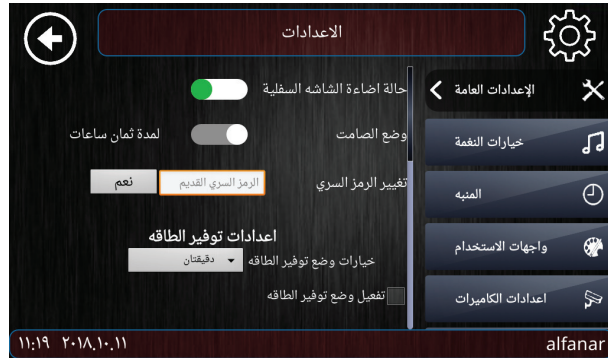 الاعدادات
الإعدادات العامة
خيارات النغمة
المنبه
واجهات الاستخدام
اعدادات الكاميرات
حالة اضاءة الشاشه السفلية
وضع الصامت لمدة ثمان ساعات
تغيير الرمز السري الرمز السري القديم نعم
اعدادات توفير الطاقه
خيارات وضع توفير الطاقه دقيقتان
تفعيل وضع توفير الطاقه
alfanar ٢٠١٨,١٠,١١ ١١:١٩